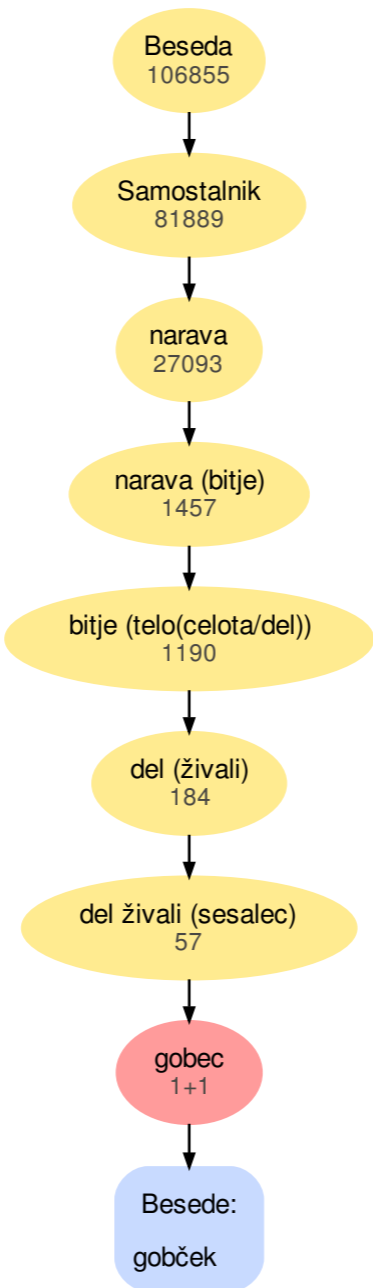 Beseda
106855
Samostalnik
81889
narava
27093
narava (bitje)
1457
bitje (telo(celota/del))
1190
del (živali)
184
del živali (sesalec)
57
gobec
1+1
Besede:
gobček